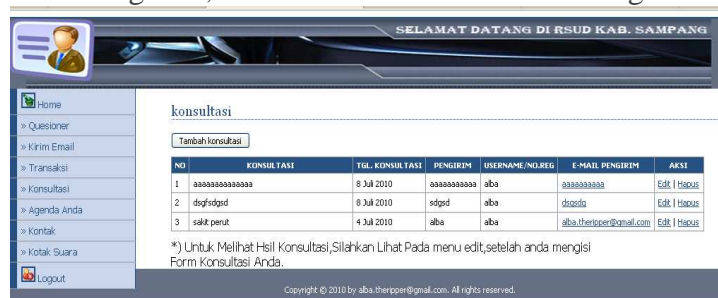 SELAMAT DATANG DI RSUD KAB. SAMPANG
Home
» Quesioner
» Kirim Email
» Transaksi
» Konsultasi
» Agenda Anda
» Kontak
» Kotak Suara
Logout
konsultasi
Tambah konsultasi
NO KONSULTASI TGL. KONSULTASI PENGIRIM USERNAME/NO.REG E-MAIL PENGIRIM AKSI
1 aaaaaaaaaaaaaa 8 Juli 2010 aaaaaaaaaaa alba aaaaaaaaaa Edit | Hapus
2 dsgfsdgsd 8 Juli 2010 sdgsd alba dsgsdg Edit | Hapus
3 sakit perut 4 Juli 2010 alba alba alba.theripper@gmail.com Edit | Hapus
*) Untuk Melihat Hsil Konsultasi,Silahkan Lihat Pada menu edit,setelah anda mengisi
Form Konsultasi Anda.
Copyright © 2010 by alba.theripper@gmail.com. All rights reserved.